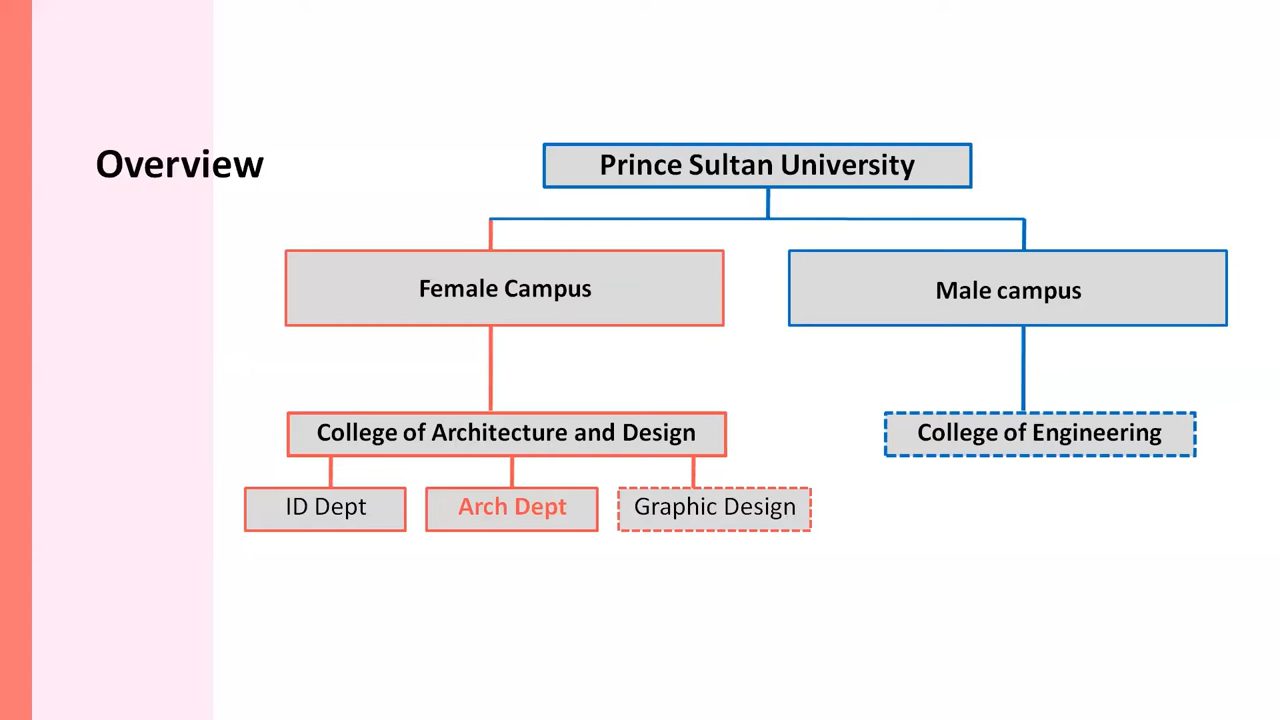 Overview
Prince Sultan University
Female Campus
Male campus
College of Architecture and Design
College of Engineering
ID Dept
Arch Dept
Graphic Design